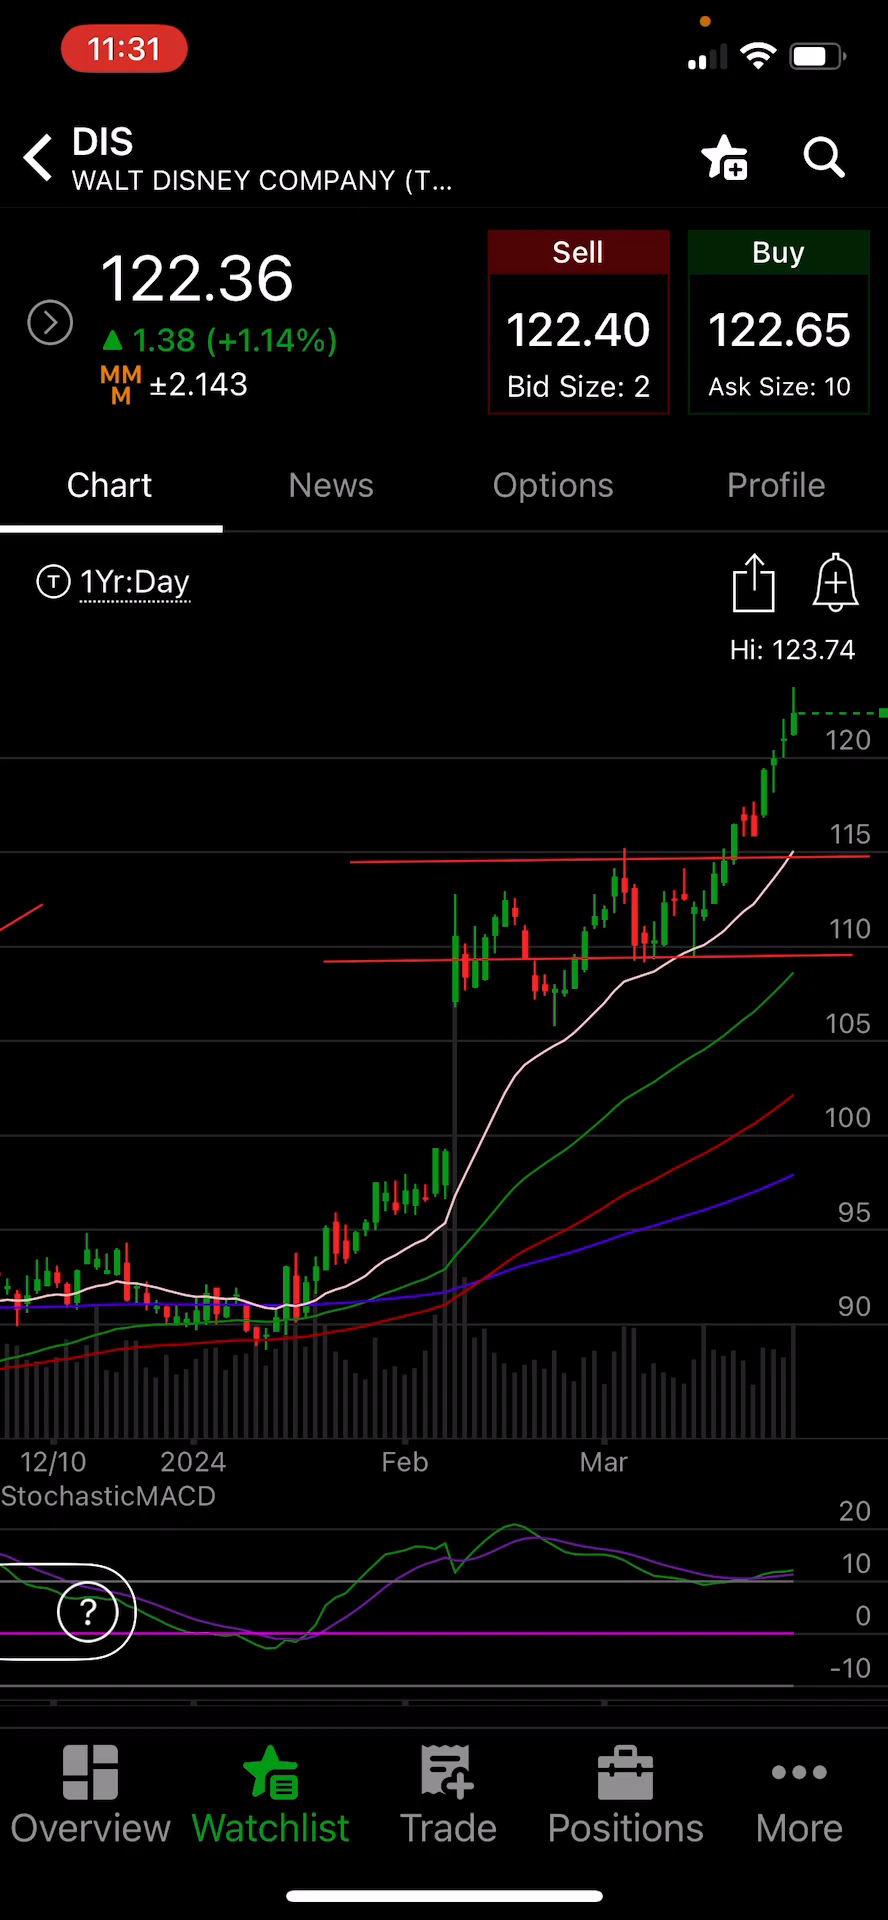 11:31
DIS
WALT DISNEY COMPANY (T...
122.36
1.38 (+1.14%)
MMM ±2.143
Sell
122.40
Bid Size: 2
Buy
122.65
Ask Size: 10
Chart News Options Profile
T 1Yr:Day
Hi: 123.74
120
115
110
105
100
95
90
12/10 2024 Feb Mar
StochasticMACD
20
10
0
-10
?
Overview Watchlist Trade Positions More